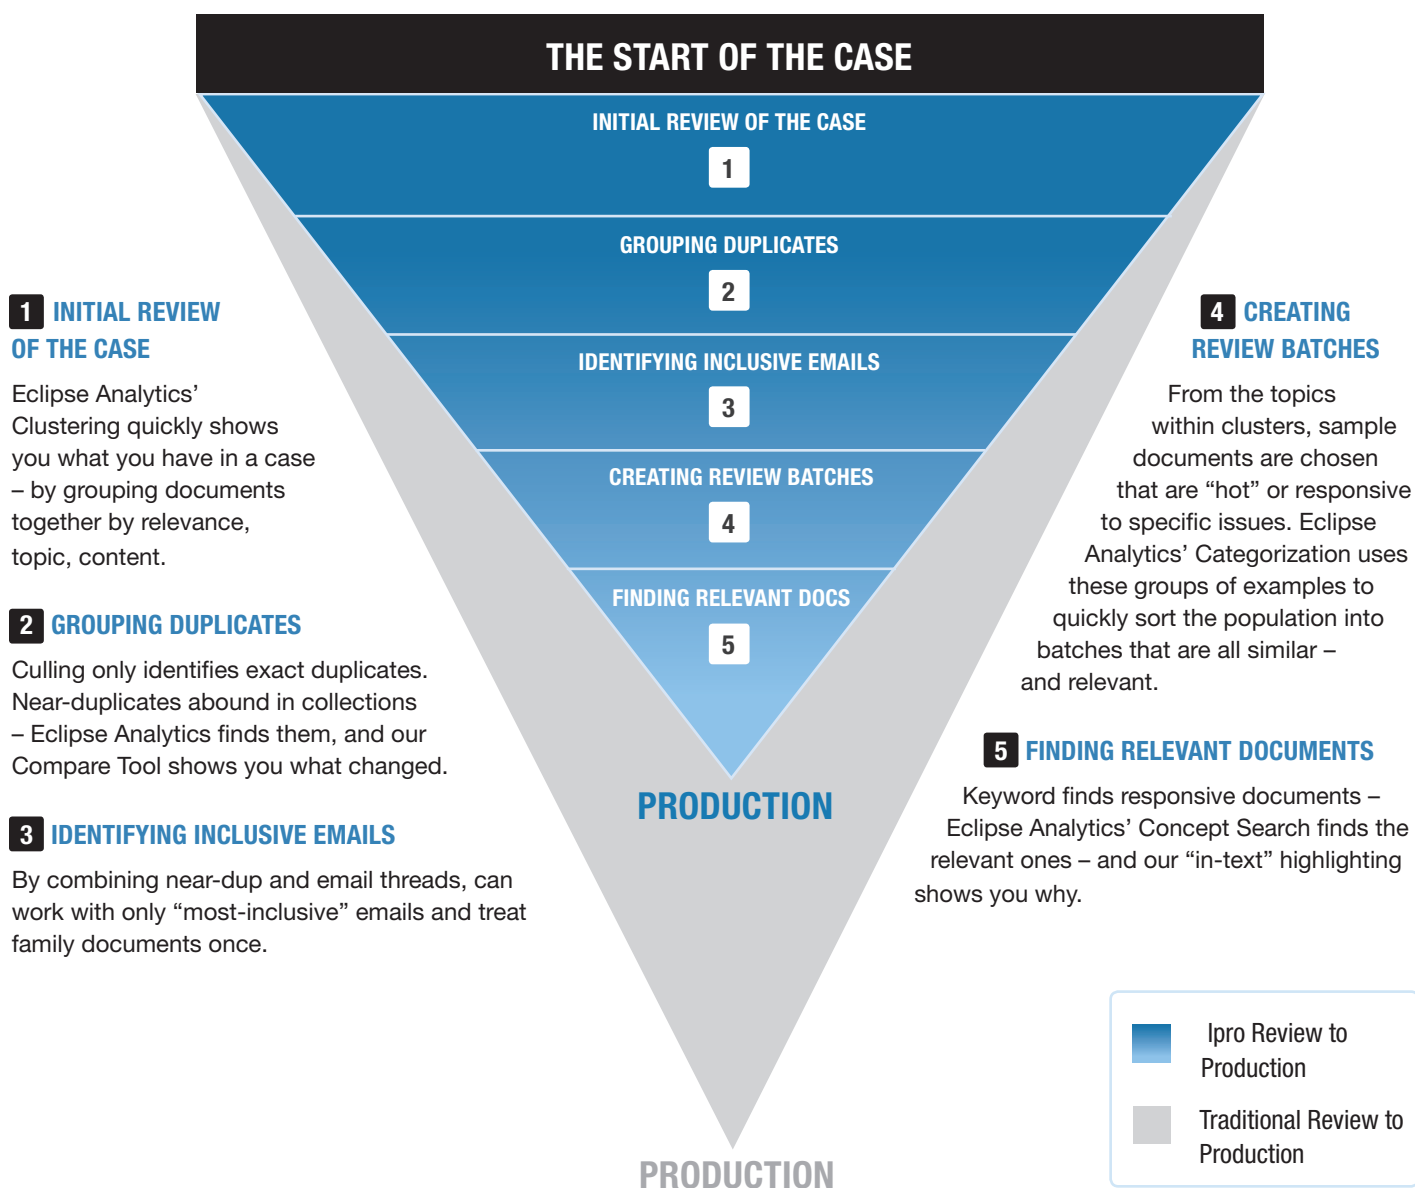 THE START OF THE CASE
INITIAL REVIEW OF THE CASE
1
GROUPING DUPLICATES
2
IDENTIFYING INCLUSIVE EMAILS
3
CREATING REVIEW BATCHES
4
FINDING RELEVANT DOCS
5
PRODUCTION
PRODUCTION
1 INITIAL REVIEW
OF THE CASE
Eclipse Analytics’
Clustering quickly shows
you what you have in a case
– by grouping documents
together by relevance,
topic, content.
2 GROUPING DUPLICATES
Culling only identifies exact duplicates.
Near-duplicates abound in collections
– Eclipse Analytics finds them, and our
Compare Tool shows you what changed.
3 IDENTIFYING INCLUSIVE EMAILS
By combining near-dup and email threads, can
work with only “most-inclusive” emails and treat
family documents once.
4 CREATING
REVIEW BATCHES
From the topics
within clusters, sample
documents are chosen
that are “hot” or responsive
to specific issues. Eclipse
Analytics’ Categorization uses
these groups of examples to
quickly sort the population into
batches that are all similar –
and relevant.
5 FINDING RELEVANT DOCUMENTS
Keyword finds responsive documents –
Eclipse Analytics’ Concept Search finds the
relevant ones – and our “in-text” highlighting
shows you why.
Ipro Review to
Production
Traditional Review to
Production